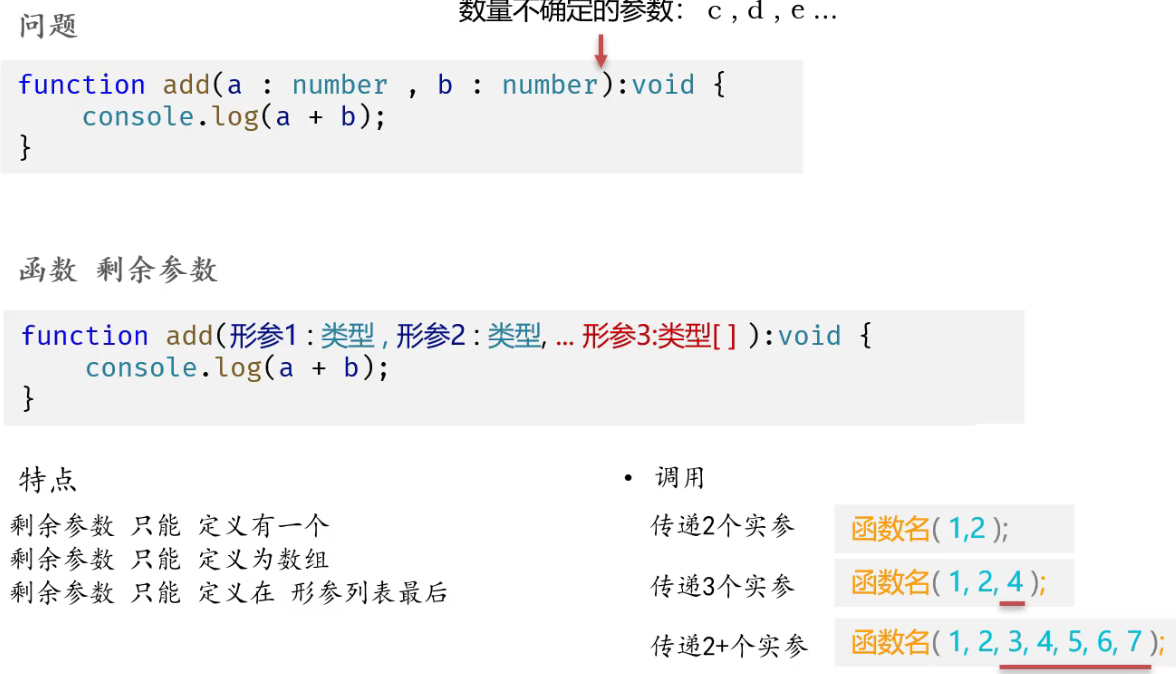 数量不确定的参数： c , d , e ...
问题
function add(a : number , b : number):void {
    console.log(a + b);
}
函数 剩余参数
function add(形参1 : 类型 , 形参2 : 类型, ... 形参3:类型[ ] ):void {
    console.log(a + b);
}
特点
剩余参数 只能 定义有一个
剩余参数 只能 定义为数组
剩余参数 只能 定义在 形参列表最后
• 调用
传递2个实参 函数名( 1,2 );
传递3个实参 函数名( 1, 2, 4 );
传递2+个实参 函数名( 1, 2, 3, 4, 5, 6, 7 );